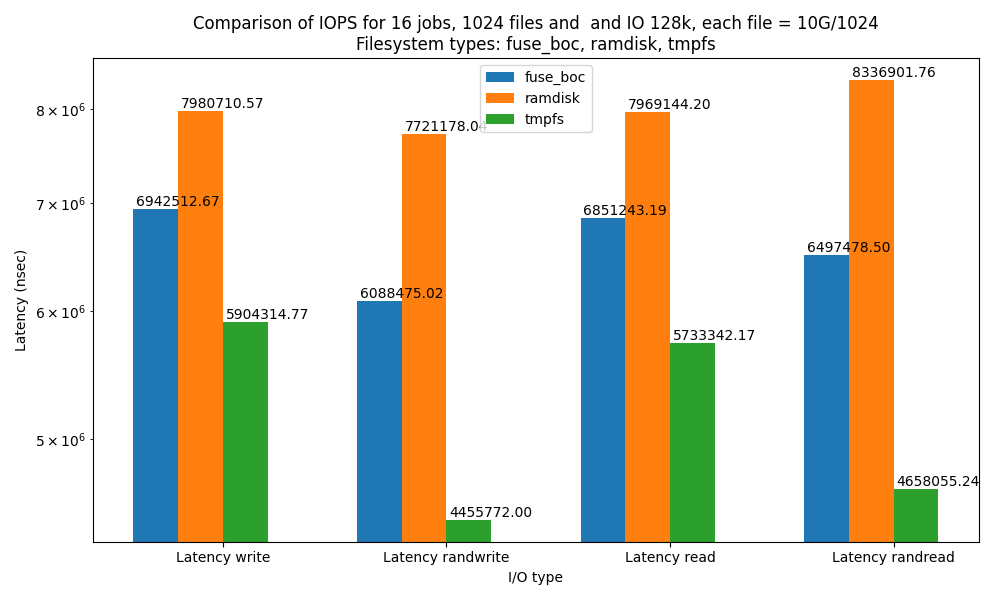 Comparison of IOPS for 16 jobs, 1024 files and  and IO 128k, each file = 10G/1024
Filesystem types: fuse_boc, ramdisk, tmpfs
fuse_boc
ramdisk
tmpfs
Latency (nsec)
8 × 10⁶
7 × 10⁶
6 × 10⁶
5 × 10⁶
6942512.67
7980710.57
5904314.77
6088475.02
7721178.04
4455772.00
6851243.19
7969144.20
5733342.17
6497478.50
8336901.76
4658055.24
Latency write
Latency randwrite
Latency read
Latency randread
I/O type